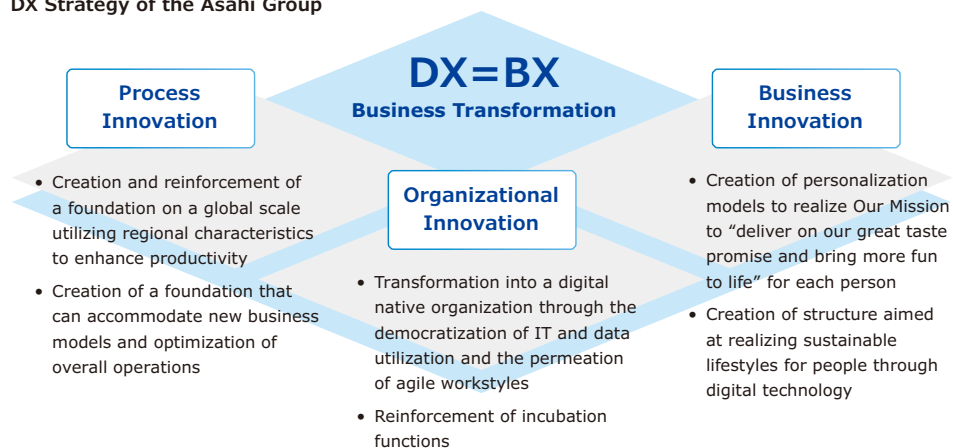 DX Strategy of the Asahi Group
DX=BX
Business Transformation
Process
Innovation
• Creation and reinforcement of
a foundation on a global scale
utilizing regional characteristics
to enhance productivity
• Creation of a foundation that
can accommodate new business
models and optimization of
overall operations
Organizational
Innovation
• Transformation into a digital
native organization through the
democratization of IT and data
utilization and the permeation
of agile workstyles
• Reinforcement of incubation
functions
Business
Innovation
• Creation of personalization
models to realize Our Mission
to “deliver on our great taste
promise and bring more fun
to life” for each person
• Creation of structure aimed
at realizing sustainable
lifestyles for people through
digital technology